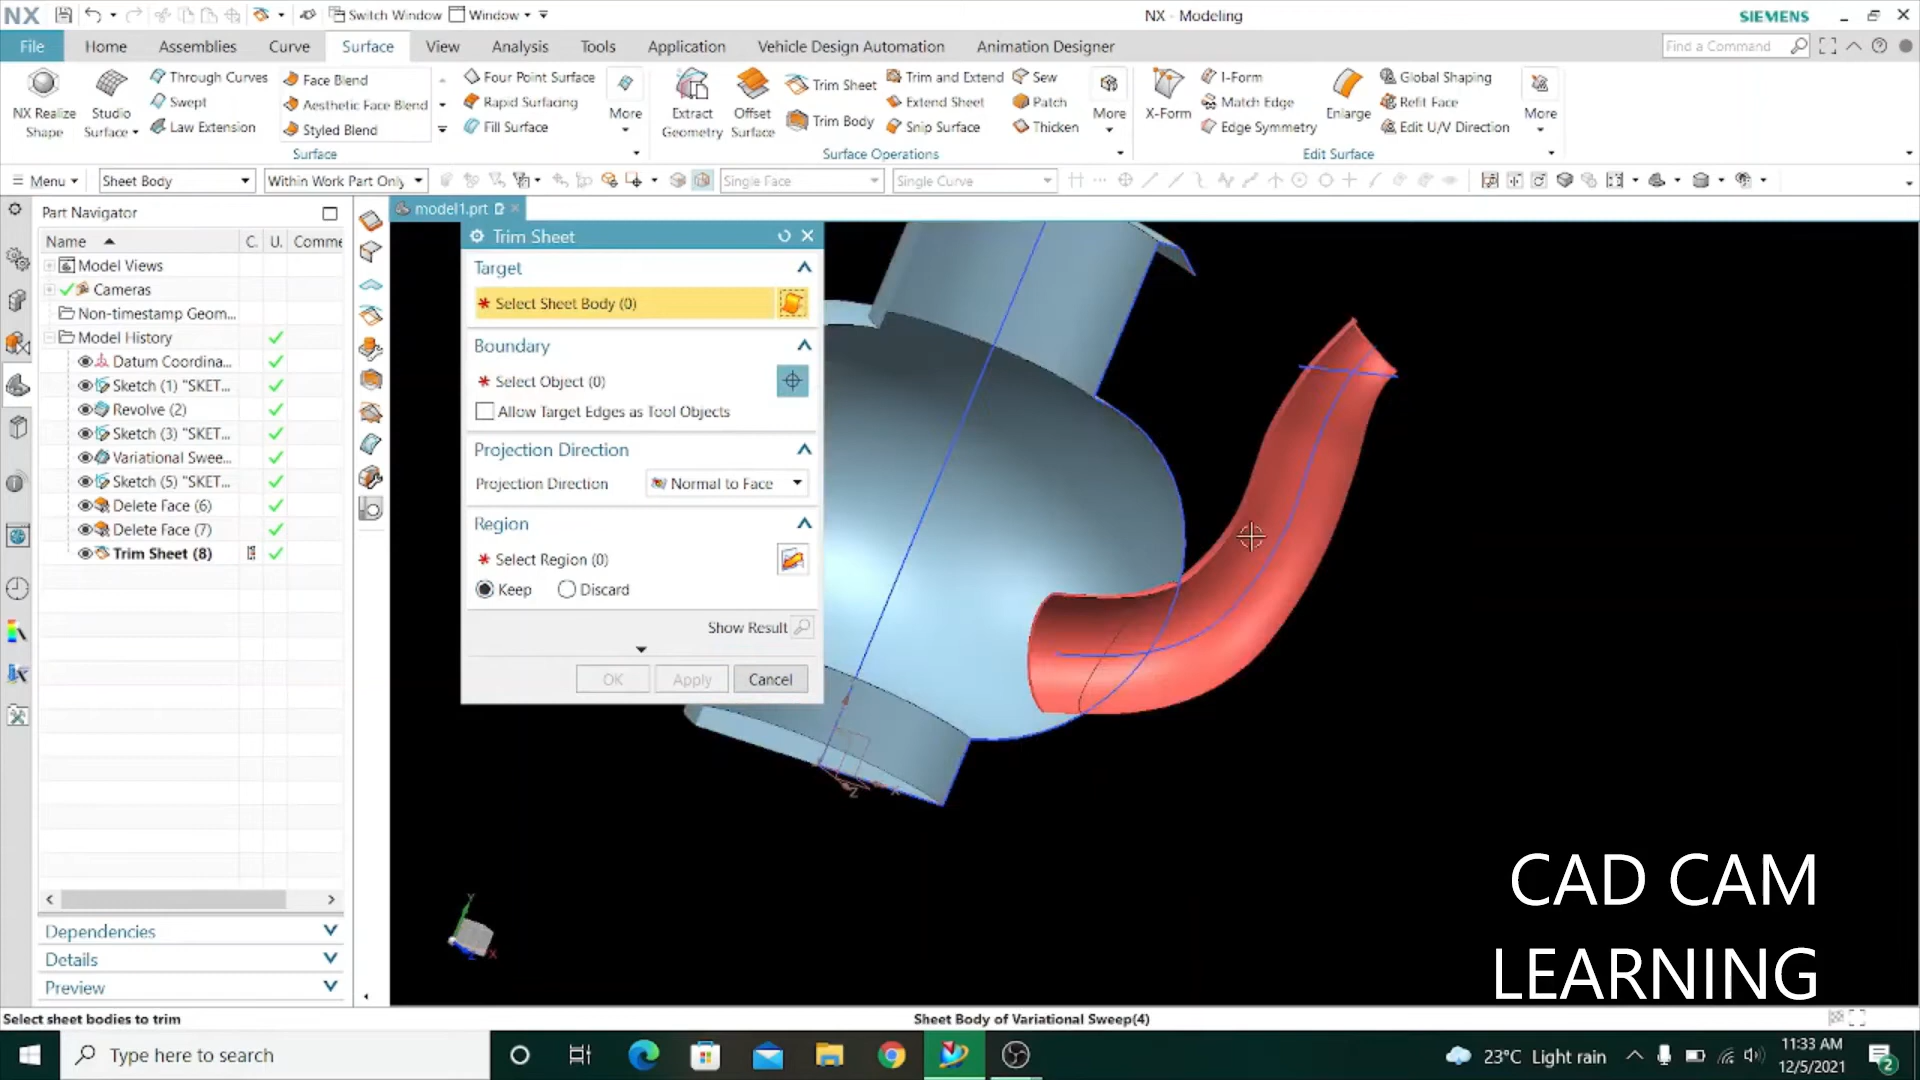 NX
Switch Window
Window
NX - Modeling
SIEMENS
File
Home
Assemblies
Curve
Surface
View
Analysis
Tools
Application
Vehicle Design Automation
Animation Designer
Find a Command
NX Realize
Shape
Studio
Surface
Through Curves
Swept
Law Extension
Face Blend
Aesthetic Face Blend
Styled Blend
Four Point Surface
Rapid Surfacing
Fill Surface
More
Extract
Geometry
Offset
Surface
Trim Sheet
Trim Body
Trim and Extend
Extend Sheet
Snip Surface
Sew
Patch
Thicken
More
X-Form
I-Form
Match Edge
Edge Symmetry
Enlarge
Global Shaping
Refit Face
Edit U/V Direction
More
Surface
Surface Operations
Edit Surface
Menu
Sheet Body
Within Work Part Only
Single Face
Single Curve
Part Navigator
Name
C.
U.
Comme
Model Views
Cameras
Non-timestamp Geom...
Model History
Datum Coordina...
Sketch (1) "SKET...
Revolve (2)
Sketch (3) "SKET...
Variational Swee...
Sketch (5) "SKET...
Delete Face (6)
Delete Face (7)
Trim Sheet (8)
Dependencies
Details
Preview
model1.prt
Trim Sheet
Target
* Select Sheet Body (0)
Boundary
* Select Object (0)
Allow Target Edges as Tool Objects
Projection Direction
Projection Direction
Normal to Face
Region
* Select Region (0)
Keep
Discard
Show Result
OK
Apply
Cancel
Z
X
Y
Z
X
CAD CAM
LEARNING
Select sheet bodies to trim
Sheet Body of Variational Sweep(4)
Type here to search
23°C Light rain
11:33 AM
12/5/2021
2